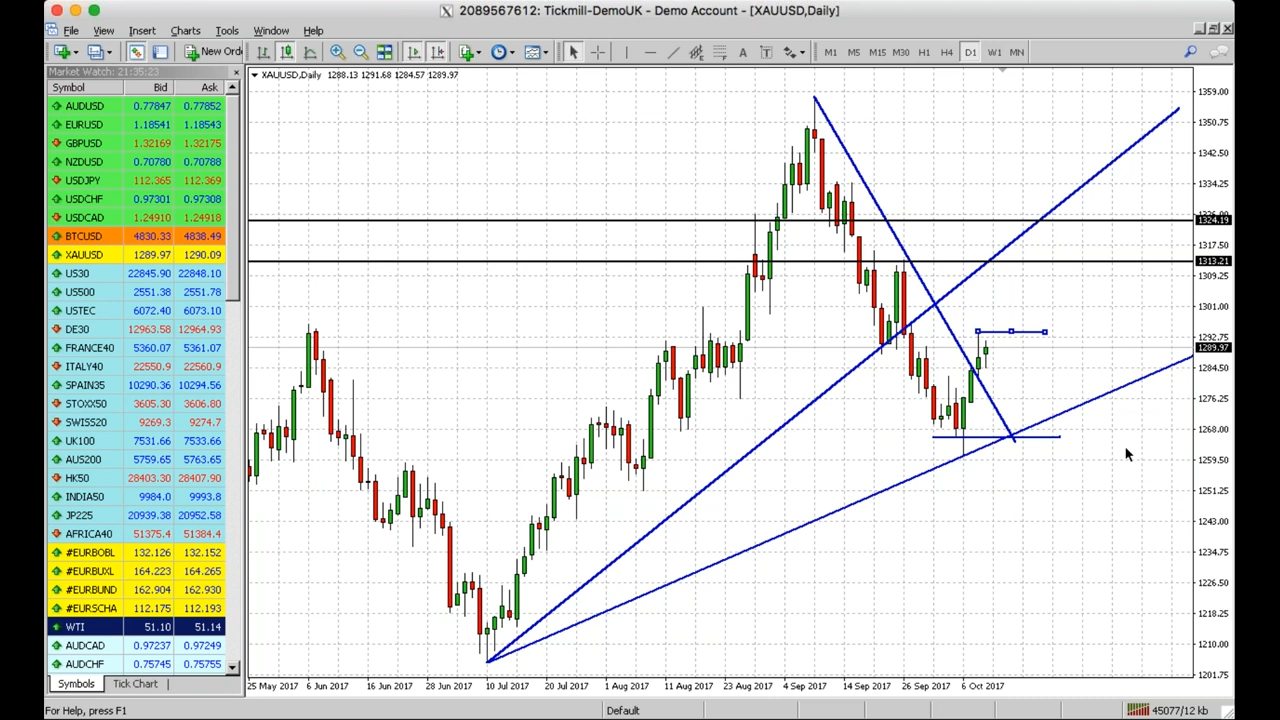 2089567612: Tickmill-DemoUK - Demo Account - [XAUUSD,Daily]
File View Insert Charts Tools Window Help
New Orde M1 M5 M15 M30 H1 H4 D1 W1 MN
Market Watch: 21:35:23
Symbol Bid Ask
AUDUSD 0.77847 0.77852
EURUSD 1.18541 1.18543
GBPUSD 1.32169 1.32175
NZDUSD 0.70780 0.70788
USDJPY 112.365 112.369
USDCHF 0.97301 0.97308
USDCAD 1.24910 1.24918
BTCUSD 4830.33 4838.49
XAUUSD 1289.97 1290.09
US30 22845.90 22848.10
US500 2551.38 2551.78
USTEC 6072.40 6073.10
DE30 12963.58 12964.93
FRANCE40 5360.07 5361.07
ITALY40 22550.9 22560.9
SPAIN35 10290.36 10294.56
STOXX50 3605.30 3606.80
SWISS20 9269.3 9274.7
UK100 7531.66 7533.66
AUS200 5759.65 5763.65
HK50 28403.30 28407.90
INDIA50 9984.0 9993.8
JP225 20939.38 20952.58
AFRICA40 51375.4 51384.4
#EURBOBL 132.126 132.152
#EURBUXL 164.223 164.265
#EURBUND 162.904 162.930
#EURSCHA 112.175 112.193
WTI 51.10 51.14
AUDCAD 0.97237 0.97249
AUDCHF 0.75745 0.75755
Symbols Tick Chart
XAUUSD,Daily 1288.13 1291.68 1284.57 1289.97
1359.00
1350.75
1342.50
1334.25
1324.19
1317.50
1313.21
1309.25
1301.00
1292.75
1289.97
1284.50
1276.25
1268.00
1259.50
1251.25
1243.00
1234.75
1226.50
1218.25
1210.00
1201.75
25 May 2017 6 Jun 2017 16 Jun 2017 28 Jun 2017 10 Jul 2017 20 Jul 2017 1 Aug 2017 11 Aug 2017 23 Aug 2017 4 Sep 2017 14 Sep 2017 26 Sep 2017 6 Oct 2017
For Help, press F1 Default 45077/12 kb